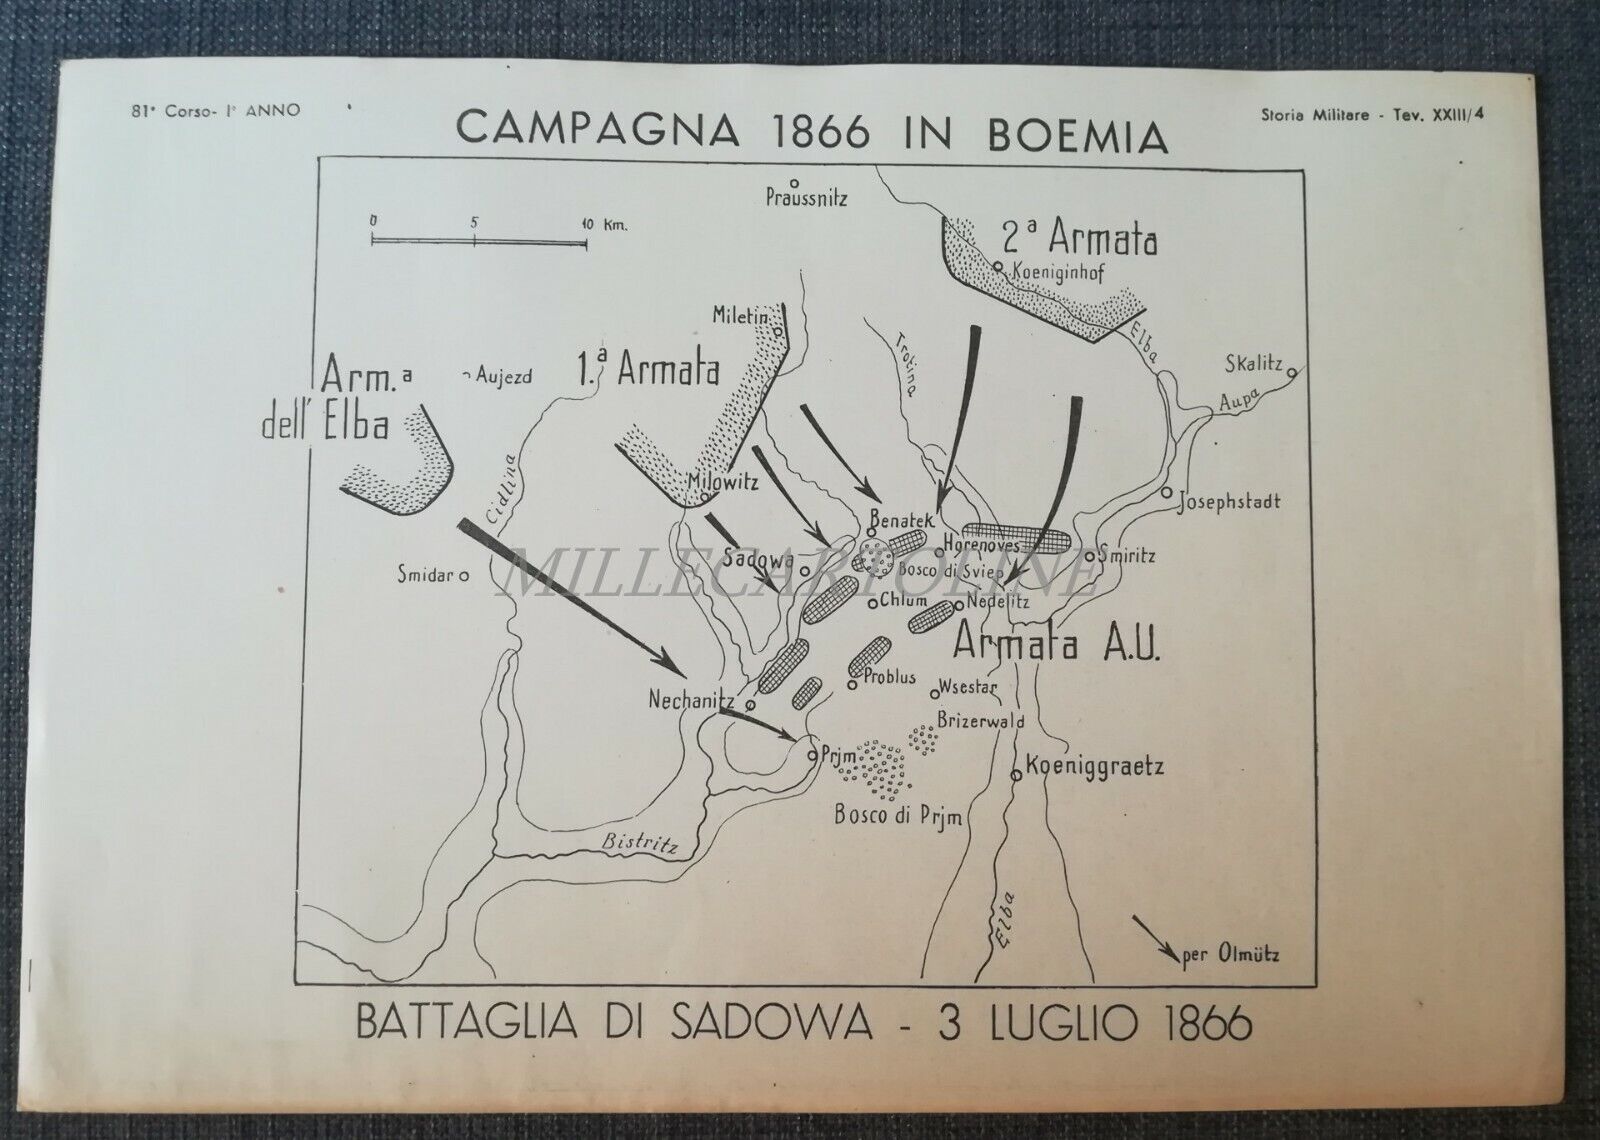 81° Corso- I° ANNO
Storia Militare - Tev. XXIII/4
CAMPAGNA 1866 IN BOEMIA
Praussnitz
0 5 10 Km.
2ª Armata
Koeniginhof
Miletin
Elba
Trotina
Skalitz
1.ª Armata
Arm.ª
dell' Elba
Aujezd
Aupa
Cidlina
Milowitz
Josephstadt
Benatek
Horenoves
Smiritz
Sadowa
Bosco di Sviep
Smidar
MILLECARTOLINE
Chlum
Nedelitz
Armata A.U.
Problus
Wsestar
Nechanitz
Brizerwald
Prjm
Koeniggraetz
Bosco di Prjm
Bistritz
Elba
per Olmütz
BATTAGLIA DI SADOWA - 3 LUGLIO 1866